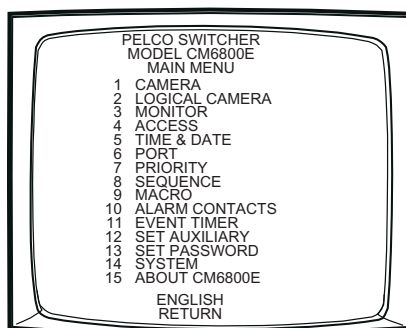 PELCO SWITCHER
MODEL CM6800E
MAIN MENU
1 CAMERA
2 LOGICAL CAMERA
3 MONITOR
4 ACCESS
5 TIME & DATE
6 PORT
7 PRIORITY
8 SEQUENCE
9 MACRO
10 ALARM CONTACTS
11 EVENT TIMER
12 SET AUXILIARY
13 SET PASSWORD
14 SYSTEM
15 ABOUT CM6800E
ENGLISH
RETURN